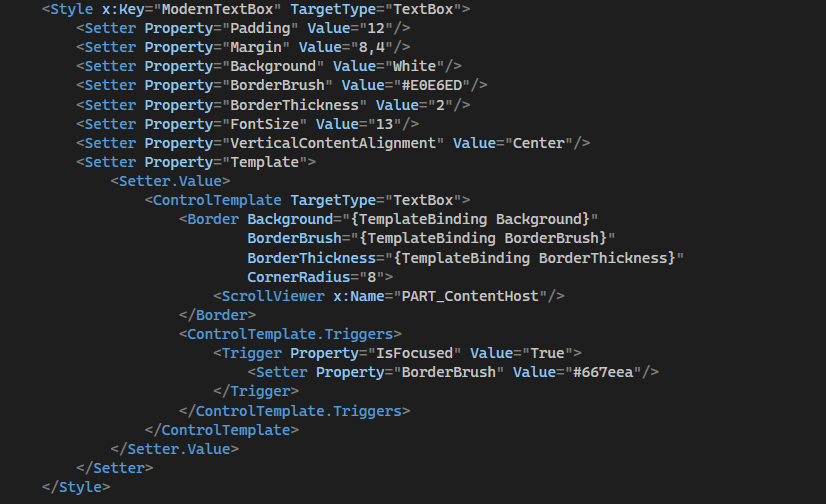 <Style x:Key="ModernTextBox" TargetType="TextBox">
<Setter Property="Padding" Value="12"/>
<Setter Property="Margin" Value="8,4"/>
<Setter Property="Background" Value="White"/>
<Setter Property="BorderBrush" Value="#E0E6ED"/>
<Setter Property="BorderThickness" Value="2"/>
<Setter Property="FontSize" Value="13"/>
<Setter Property="VerticalContentAlignment" Value="Center"/>
<Setter Property="Template">
<Setter.Value>
<ControlTemplate TargetType="TextBox">
<Border Background="{TemplateBinding Background}"
BorderBrush="{TemplateBinding BorderBrush}"
BorderThickness="{TemplateBinding BorderThickness}"
CornerRadius="8">
<ScrollViewer x:Name="PART_ContentHost"/>
</Border>
<ControlTemplate.Triggers>
<Trigger Property="IsFocused" Value="True">
<Setter Property="BorderBrush" Value="#667eea"/>
</Trigger>
</ControlTemplate.Triggers>
</ControlTemplate>
</Setter.Value>
</Setter>
</Style>